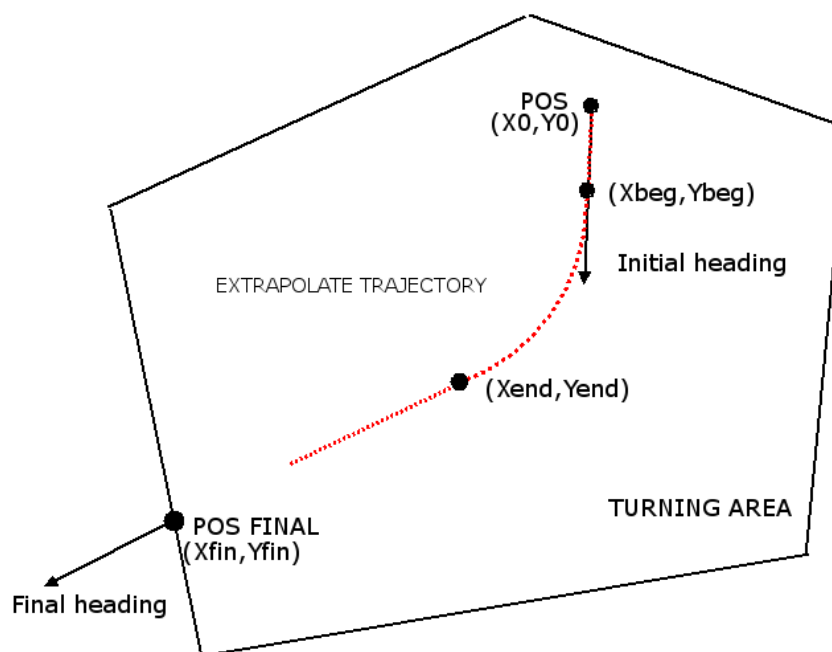 POS
(X0,Y0)
(Xbeg,Ybeg)
Initial heading
EXTRAPOLATE TRAJECTORY
(Xend,Yend)
TURNING AREA
POS FINAL
(Xfin,Yfin)
Final heading